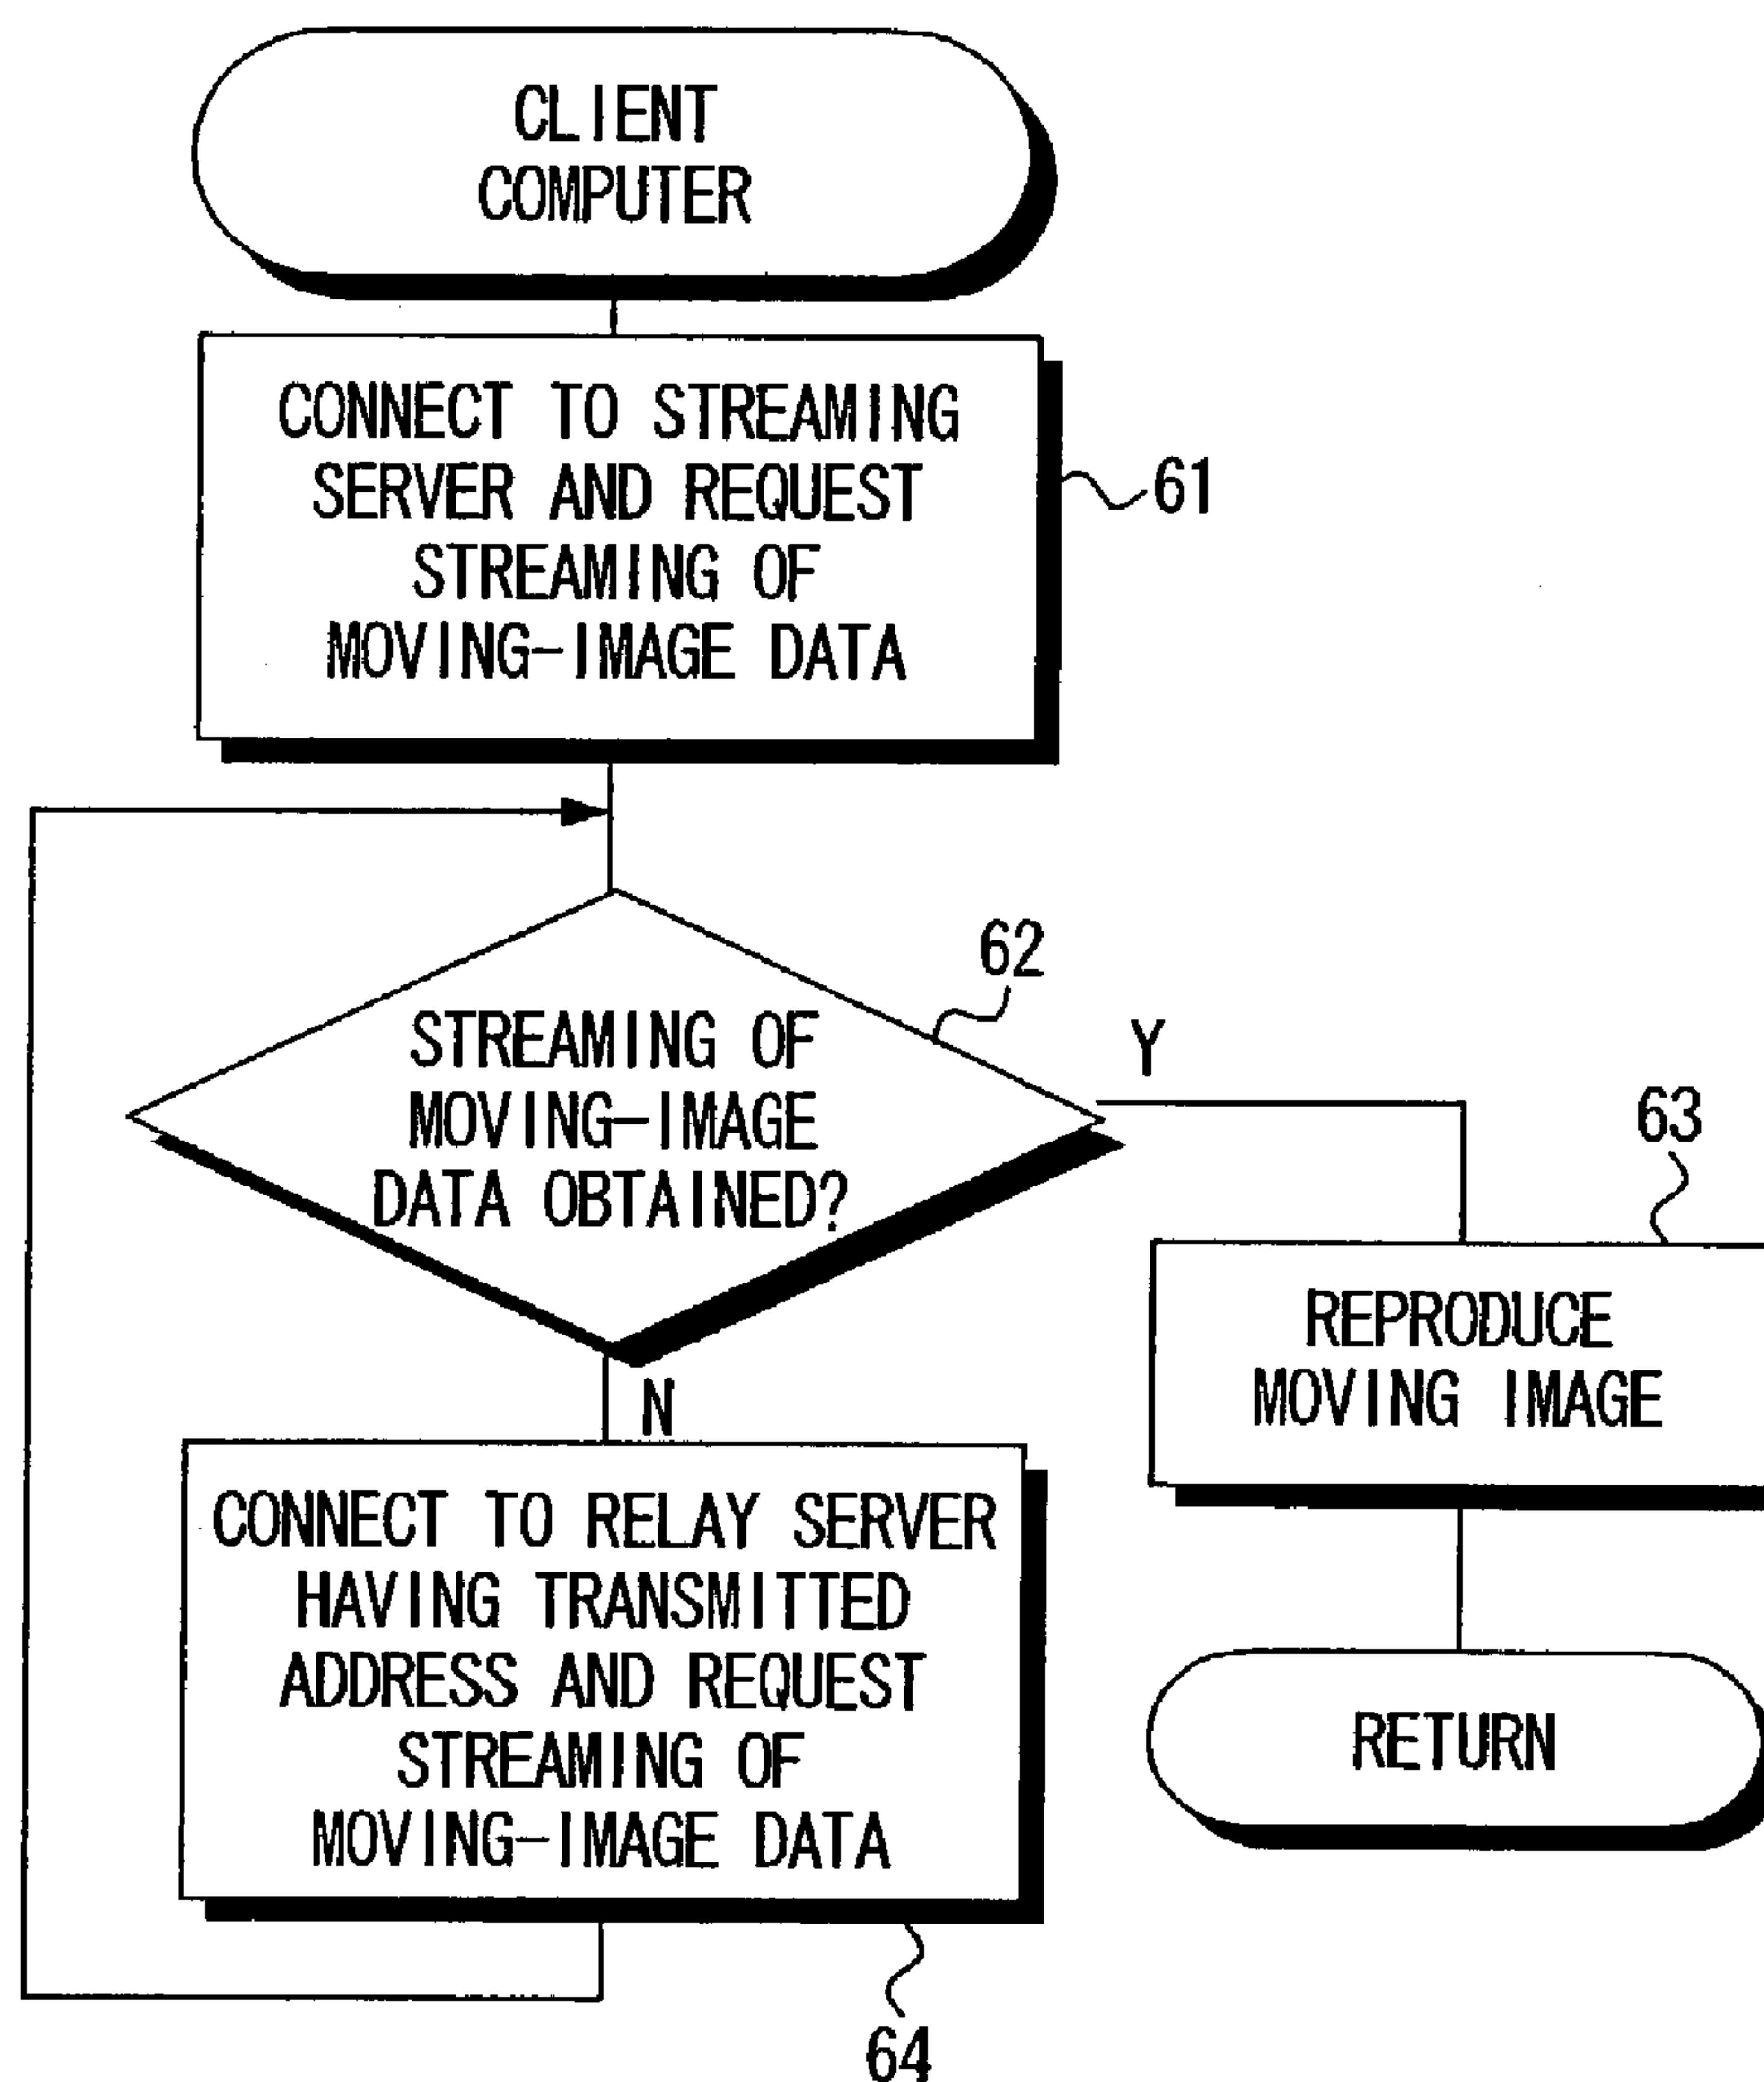 CLIENT
COMPUTER
CONNECT TO STREAMING
SERVER AND REQUEST
STREAMING OF
MOVING-IMAGE DATA
61
62
STREAMING OF
MOVING-IMAGE
DATA OBTAINED?
Y
N
63
REPRODUCE
MOVING IMAGE
CONNECT TO RELAY SERVER
HAVING TRANSMITTED
ADDRESS AND REQUEST
STREAMING OF
MOVING-IMAGE DATA
RETURN
64